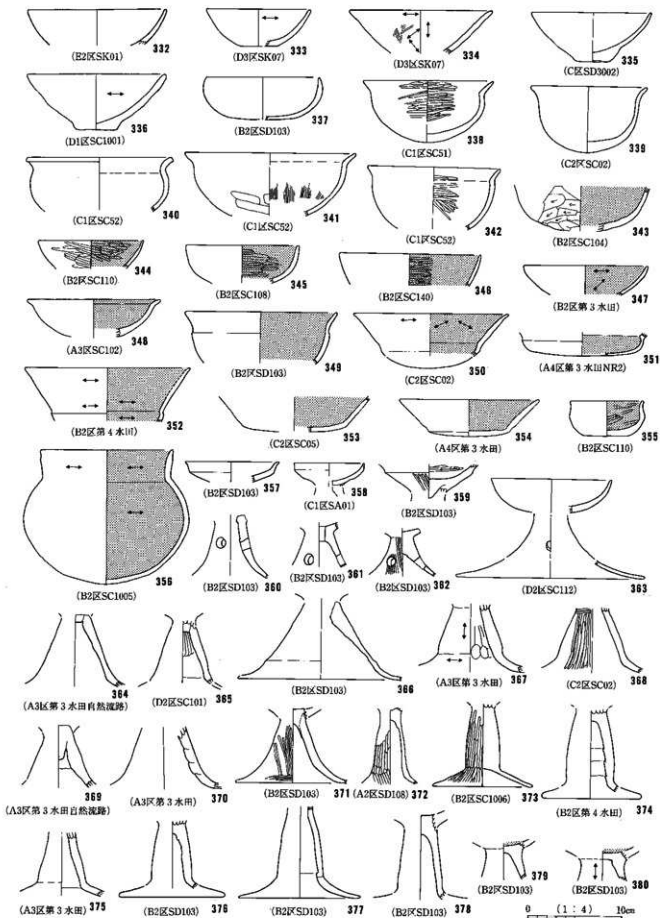 332
(E2区SK01)
333
(D3区SK07)
334
(D3区SK07)
335
(C区SD3002)
336
(D1区SC1001)
337
(B2区SD103)
338
(C1区SC51)
339
(C2区SC02)
340
(C1区SC52)
341
(C1区SC52)
342
(C1区SC53)
343
(B2区SC104)
344
(B2区SC110)
345
(B2区SC108)
346
(B2区SC140)
347
(B2区第3水田)
348
(A3区SC102)
349
(B2区SD103)
350
(C2区SC02)
351
(A4区第3水田NR2)
352
(B2区第4水田)
353
(C2区SC05)
354
(A4区第3水田)
355
(B2区SC110)
356
(B2区SC1005)
357
(B2区SD103)
358
(C1区SA01)
359
(B2区SD103)
360
(B2区SD103)
361
(B2区SD103)
362
(B2区SD103)
363
(D2区SC112)
364
(A3区第3水田自然流路)
365
(D2区SC101)
366
(B2区SD103)
367
(A3区第3水田)
368
(C2区SC02)
369
(A3区第3水田自然流路)
370
(A3区第3水田)
371
(B2区SD103)
372
(A2区SD108)
373
(B2区SC1006)
374
(B2区第4水田)
375
(A3区第3水田)
376
(B2区SD103)
377
(B2区SD103)
378
(B2区SD103)
379
(B2区SD103)
380
(B2区SD103)
0 (1:4) 10cm